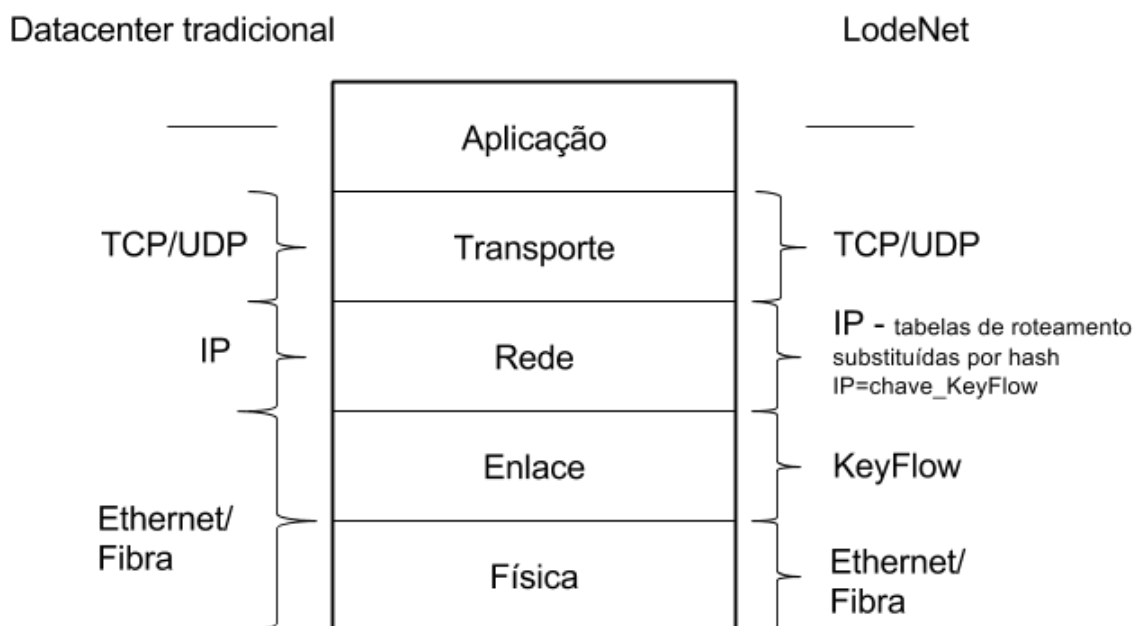 Datacenter tradicional
LodeNet
Aplicação
TCP/UDP
Transporte
TCP/UDP
IP
Rede
IP - tabelas de roteamento
substituídas por hash
IP=chave_KeyFlow
Enlace
KeyFlow
Ethernet/
Fibra
Física
Ethernet/
Fibra